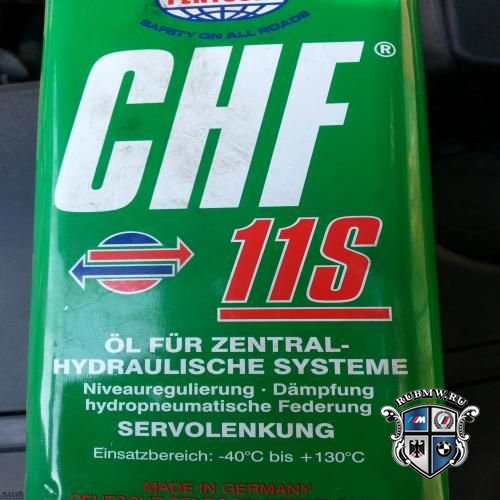 PENTOSIN
SAFETY ON ALL ROADS
CHF®
11S
ÖL FÜR ZENTRAL-
HYDRAULISCHE SYSTEME
Niveauregulierung · Dämpfung
hydropneumatische Federung
SERVOLENKUNG
Einsatzbereich: -40°C bis +130°C
MADE IN GERMANY
RUBMW.RU
M